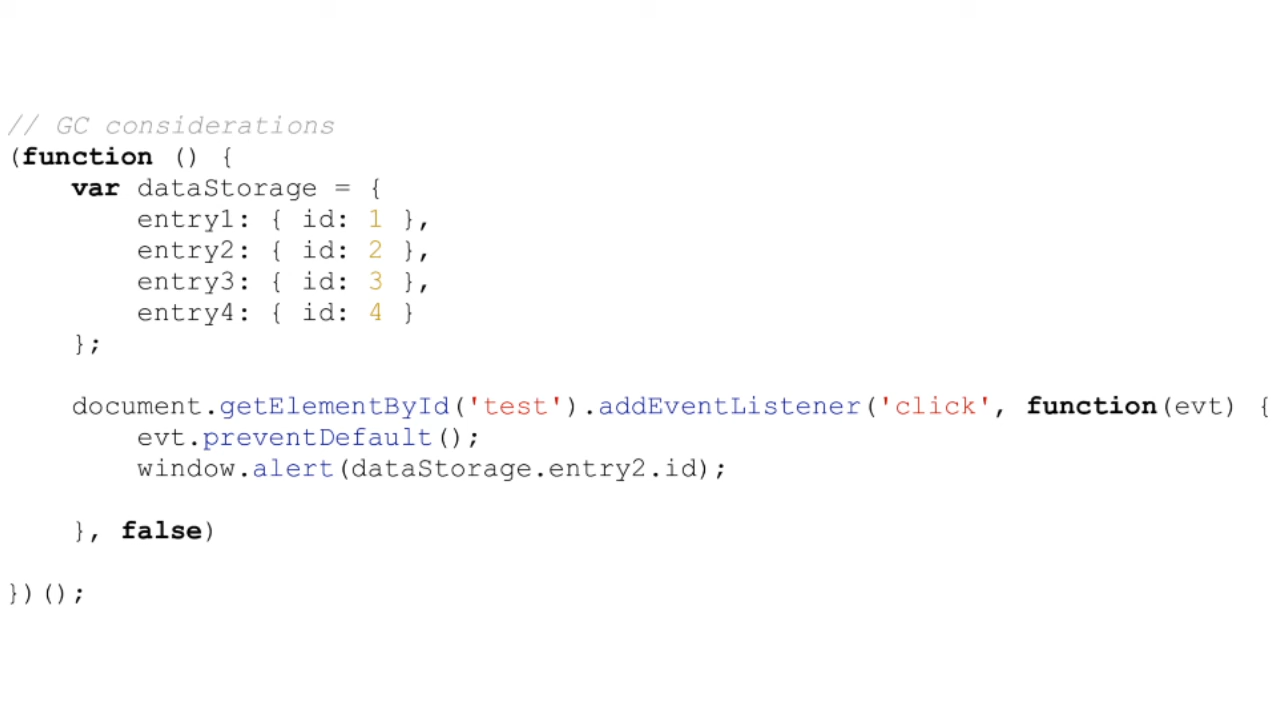 // GC considerations
(function () {
    var dataStorage = {
        entry1: { id: 1 },
        entry2: { id: 2 },
        entry3: { id: 3 },
        entry4: { id: 4 }
    };
    document.getElementById('test').addEventListener('click', function(evt) {
        evt.preventDefault();
        window.alert(dataStorage.entry2.id);
    }, false)
})();